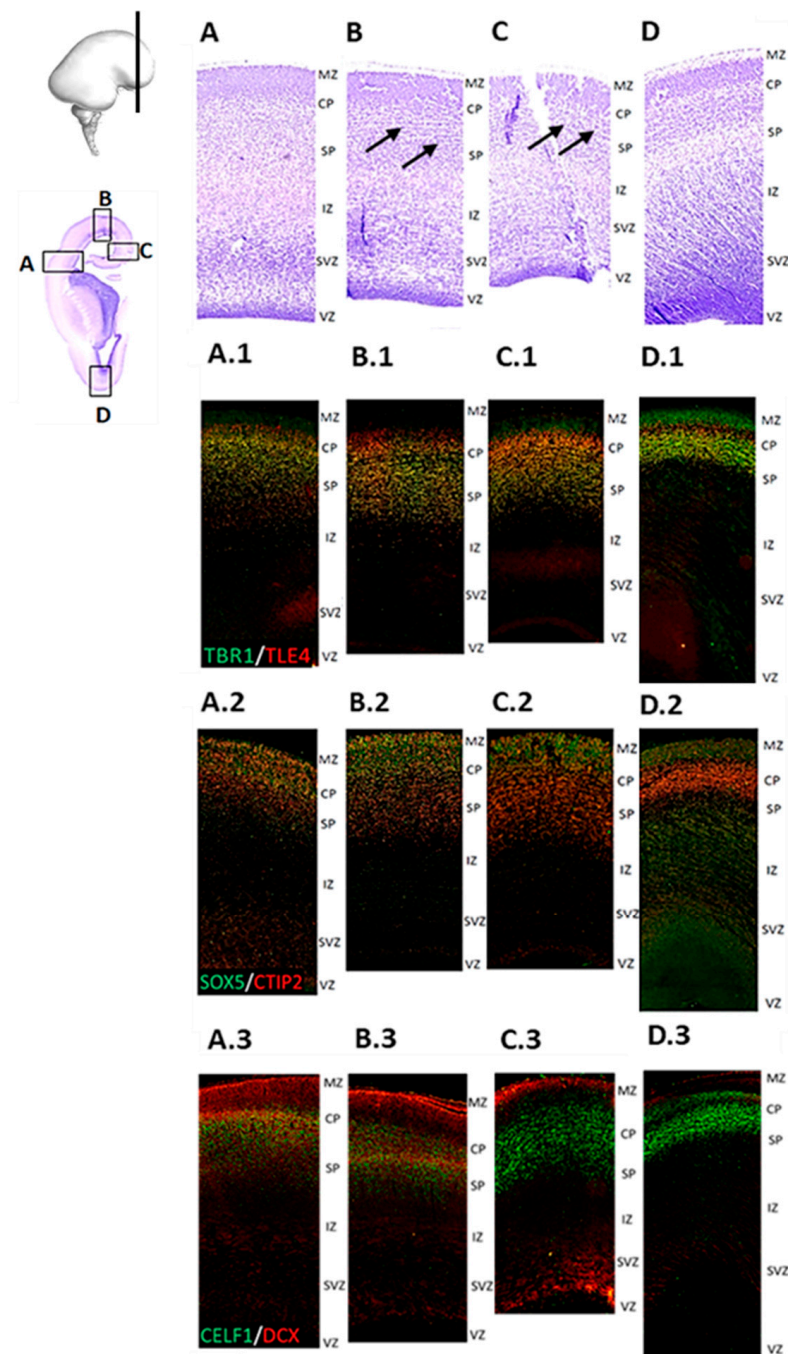 A B C D
MZ MZ MZ MZ
CP CP CP CP
SP SP SP SP
IZ IZ IZ IZ
SVZ SVZ SVZ SVZ
VZ VZ VZ VZ
B
A C
D
A.1 B.1 C.1 D.1
MZ MZ MZ MZ
CP CP CP CP
SP SP SP SP
IZ IZ IZ IZ
SVZ SVZ SVZ SVZ
VZ VZ VZ VZ
TBR1/TLE4
A.2 B.2 C.2 D.2
MZ MZ MZ MZ
CP CP CP CP
SP SP SP SP
IZ IZ IZ IZ
SVZ SVZ SVZ SVZ
VZ VZ VZ VZ
SOX5/CTIP2
A.3 B.3 C.3 D.3
MZ MZ MZ MZ
CP CP CP CP
SP SP SP SP
IZ IZ IZ IZ
SVZ SVZ SVZ SVZ
VZ VZ VZ VZ
CELF1/DCX